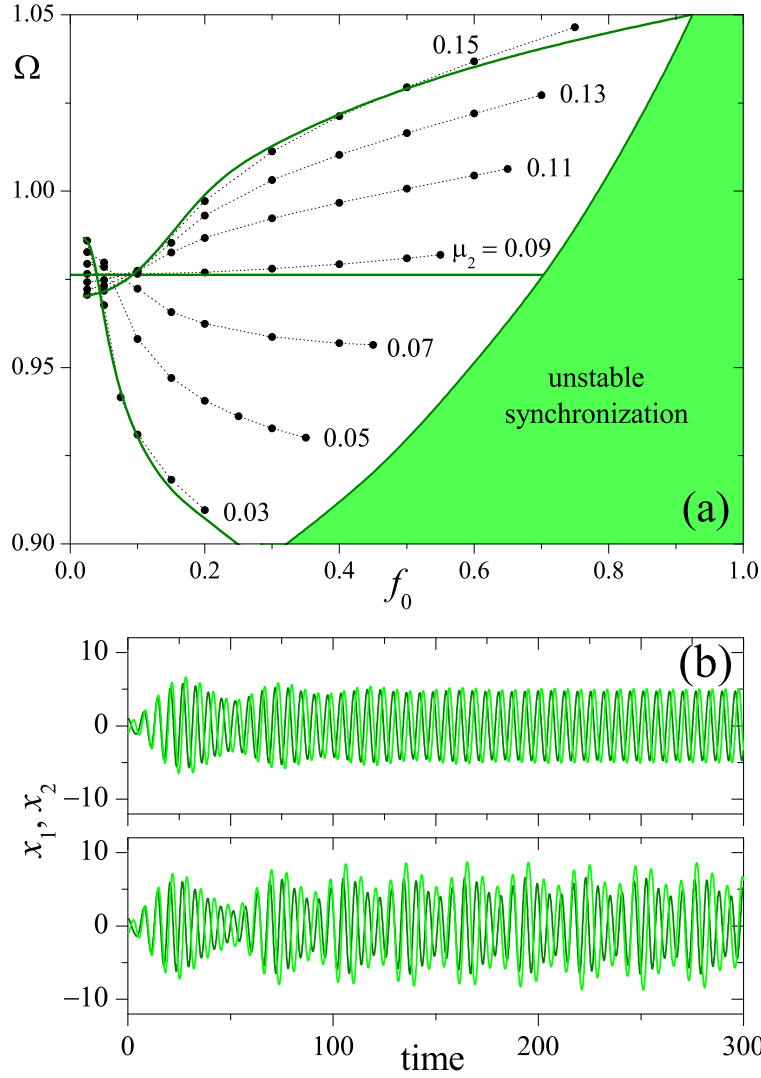 1.05
Ω
0.15
0.13
1.00
0.11
μ2 = 0.09
0.95
0.07
unstable
synchronization
0.05
0.03
(a)
0.90
0.0 0.2 0.4 0.6 0.8 1.0
f0
(b)
10
0
−10
x1, x2
10
0
−10
0 100 200 300
time